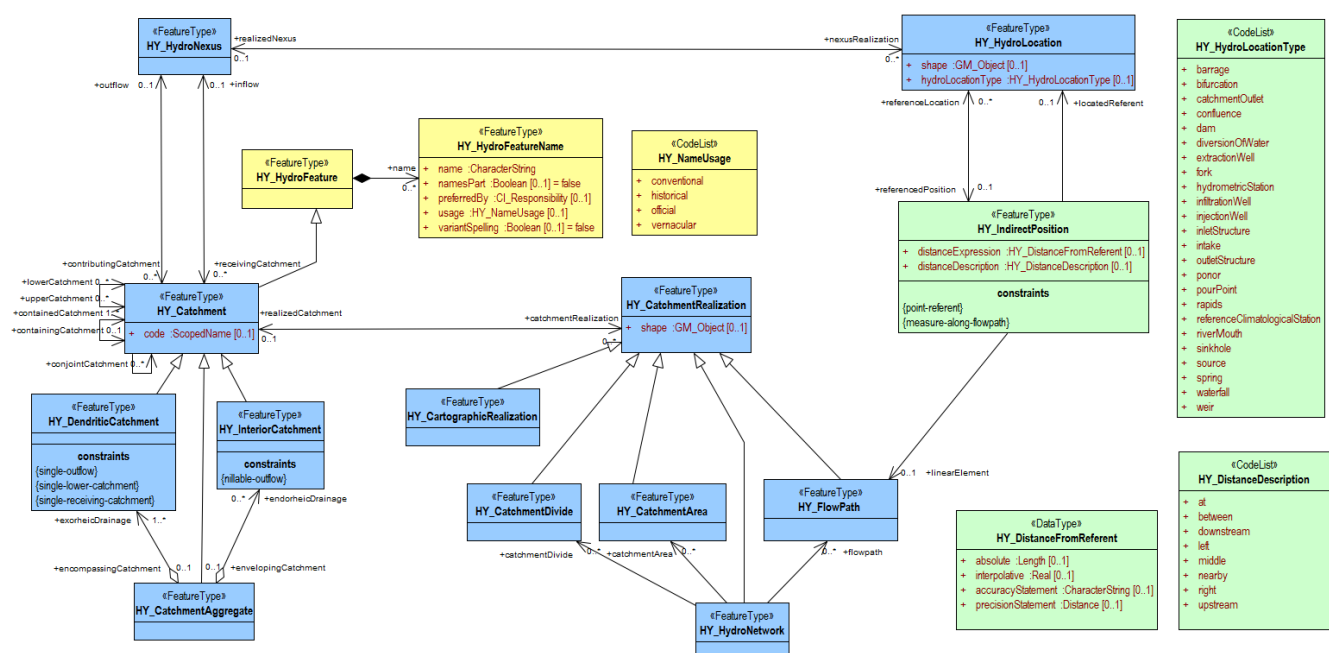 «FeatureType»
HY_HydroNexus
+realizedNexus
0..1
+nexusRealization
0..*
«FeatureType»
HY_HydroLocation
+ shape :GM_Object [0..1]
+ hydroLocationType :HY_HydroLocationType [0..1]
«CodeList»
HY_HydroLocationType
+ barrage
+ bifurcation
+ catchmentOutlet
+ confluence
+ dam
+ diversionOfWater
+ extractionWell
+ fork
+ hydrometricStation
+ infiltrationWell
+ injectionWell
+ inletStructure
+ intake
+ outletStructure
+ ponor
+ pourPoint
+ rapids
+ referenceClimatologicalStation
+ riverMouth
+ sinkhole
+ source
+ spring
+ waterfall
+ weir
+outflow
0..1
0..1
+inflow
+referenceLocation
0..*
0..1
+locatedReferent
«FeatureType»
HY_HydroFeature
+name
0..*
«FeatureType»
HY_HydroFeatureName
+ name :CharacterString
+ namesPart :Boolean [0..1] = false
+ preferredBy :CI_Responsibility [0..1]
+ usage :HY_NameUsage [0..1]
+ variantSpelling :Boolean [0..1] = false
«CodeList»
HY_NameUsage
+ conventional
+ historical
+ official
+ vernacular
+referencedPosition
0..1
«FeatureType»
HY_IndirectPosition
+ distanceExpression :HY_DistanceFromReferent [0..1]
+ distanceDescription :HY_DistanceDescription [0..1]
constraints
{point-referent}
{measure-along-flowpath}
+contributingCatchment
0..*
+receivingCatchment
0..*
+lowerCatchment 0..*
+upperCatchment 0..*
+containedCatchment 1..*
+containingCatchment 0..1
+conjointCatchment 0..*
«FeatureType»
HY_Catchment
+ code :ScopedName [0..1]
+realizedCatchment
0..1
+catchmentRealization
0..*
«FeatureType»
HY_CatchmentRealization
+ shape :GM_Object [0..1]
«FeatureType»
HY_DendriticCatchment
constraints
{single-outflow}
{single-lower-catchment}
{single-receiving-catchment}
«FeatureType»
HY_InteriorCatchment
constraints
{nillable-outflow}
«FeatureType»
HY_CartographicRealization
+exorheicDrainage
1..*
0..*
+endorheicDrainage
+encompassingCatchment
0..1
0..1
+envelopingCatchment
«FeatureType»
HY_CatchmentAggregate
«FeatureType»
HY_CatchmentDivide
«FeatureType»
HY_CatchmentArea
«FeatureType»
HY_FlowPath
0..1
+linearElement
+catchmentDivide
0..*
+catchmentArea
0..*
0..*
+flowpath
«FeatureType»
HY_HydroNetwork
«DataType»
HY_DistanceFromReferent
+ absolute :Length [0..1]
+ interpolative :Real [0..1]
+ accuracyStatement :CharacterString [0..1]
+ precisionStatement :Distance [0..1]
«CodeList»
HY_DistanceDescription
+ at
+ between
+ downstream
+ left
+ middle
+ nearby
+ right
+ upstream